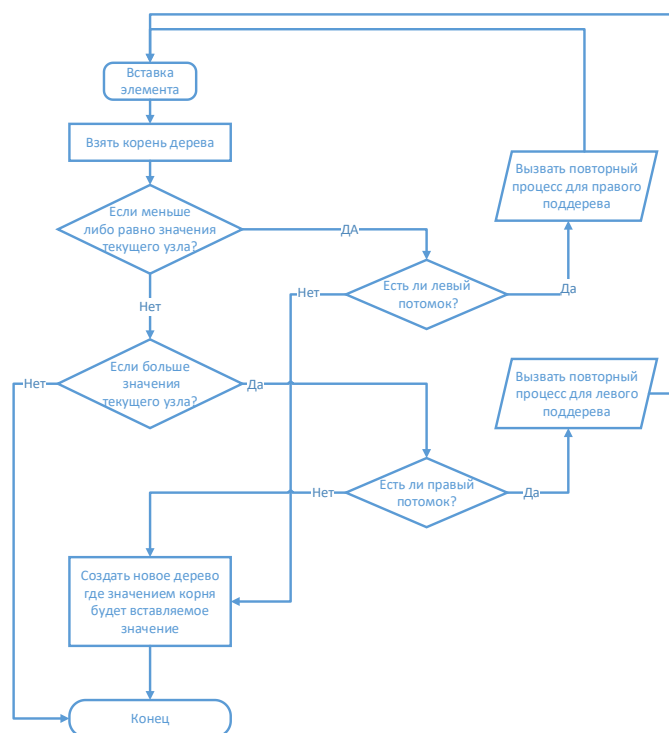 Вставка
элемента
Взять корень дерева
Если меньше
либо равно значения
текущего узла?
ДА
Вызвать повторный
процесс для правого
поддерева
Есть ли левый
потомок?
Нет
Да
Нет
Если больше
значения
текущего узла?
Нет
Да
Вызвать повторный
процесс для левого
поддерева
Есть ли правый
потомок?
Нет
Да
Создать новое дерево
где значением корня
будет вставляемое
значение
Конец